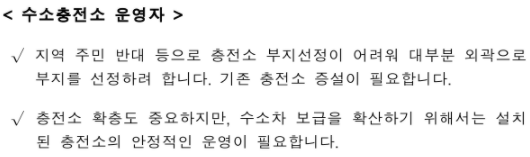 < 수소충전소 운영자 >
√ 지역 주민 반대 등으로 충전소 부지선정이 어려워 대부분 외곽으로
부지를 선정하려 합니다. 기존 충전소 증설이 필요합니다.
√ 충전소 확충도 중요하지만, 수소차 보급을 확산하기 위해서는 설치
된 충전소의 안정적인 운영이 필요합니다.